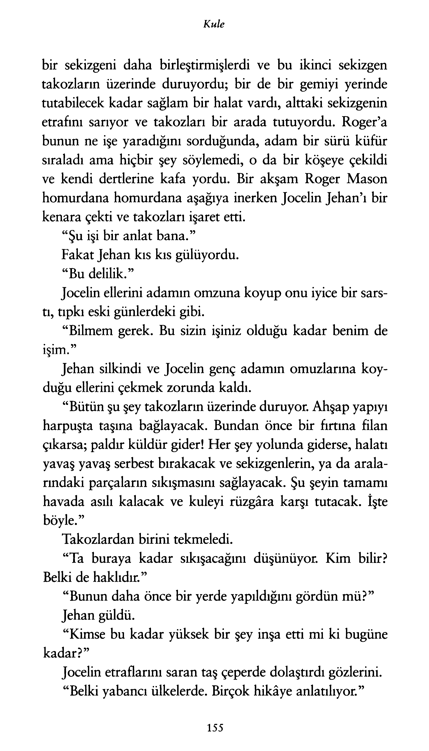 Kule
bir sekizgeni daha birleştirmişlerdi ve bu ikinci sekizgen
takozların üzerinde duruyordu; bir de bir gemiyi yerinde
tutabilecek kadar sağlam bir halat vardı, alttaki sekizgenin
etrafını sarıyor ve takozları bir arada tutuyordu. Roger’a
bunun ne işe yaradığını sorduğunda, adam bir sürü küfür
sıraladı ama hiçbir şey söylemedi, o da bir köşeye çekildi
ve kendi dertlerine kafa yordu. Bir akşam Roger Mason
homurdana homurdana aşağıya inerken Jocelin Jehan’ı bir
kenara çekti ve takozları işaret etti.
“Şu işi bir anlat bana.”
Fakat Jehan kıs kıs gülüyordu.
“Bu delilik.”
Jocelin ellerini adamın omzuna koyup onu iyice bir sars-
tı, tıpkı eski günlerdeki gibi.
“Bilmem gerek. Bu sizin işiniz olduğu kadar benim de
işim.”
Jehan silkindi ve Jocelin genç adamın omuzlarına koy-
duğu ellerini çekmek zorunda kaldı.
“Bütün şu şey takozların üzerinde duruyor. Ahşap yapıyı
harpuşta taşına bağlayacak. Bundan önce bir fırtına filan
çıkarsa; paldır küldür gider! Her şey yolunda giderse, halatı
yavaş yavaş serbest bırakacak ve sekizgenlerin, ya da arala-
rındaki parçaların sıkışmasını sağlayacak. Şu şeyin tamamı
havada asılı kalacak ve kuleyi rüzgâra karşı tutacak. İşte
böyle.”
Takozlardan birini tekmeledi.
“Ta buraya kadar sıkışacağını düşünüyor. Kim bilir?
Belki de haklıdır.”
“Bunun daha önce bir yerde yapıldığını gördün mü?”
Jehan güldü.
“Kimse bu kadar yüksek bir şey inşa etti mi ki bugüne
kadar?”
Jocelin etraflarını saran taş çeperde dolaştırdı gözlerini.
“Belki yabancı ülkelerde. Birçok hikâye anlatılıyor.”
155